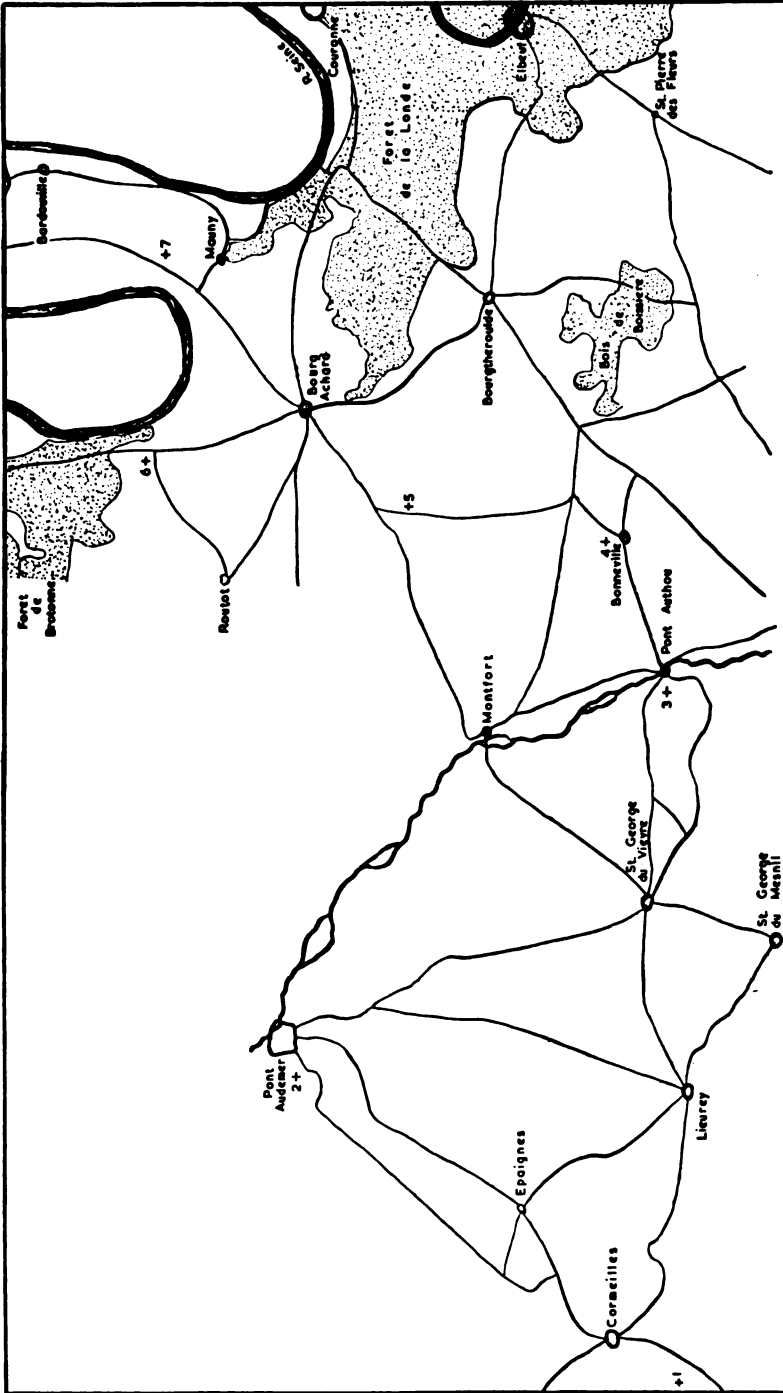 R. Seine
Couronne
Elbeuf
St. Pierre
des Fleurs
Foret
de la Londe
Bardouille
+7
Mauny
Bourg
Achard
Bourgtheroulde
Bois de
Boissiere
Foret
de
Brotonne
6+
Routot
+5
4+
Bonneville
Pont Authou
3+
Montfort
St. George
du Vievre
St. George
du Mesnil
Pont
Audemer
2+
Lieurey
Epaignes
Cormeilles
+1